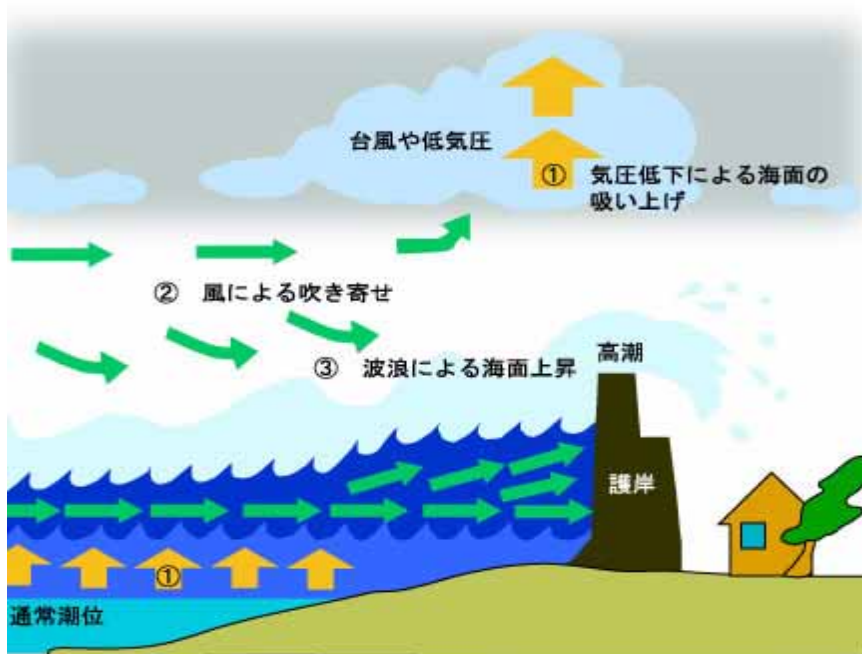 台風や低気圧
① 気圧低下による海面の
吸い上げ
② 風による吹き寄せ
③ 波浪による海面上昇
高潮
護岸
①
通常潮位